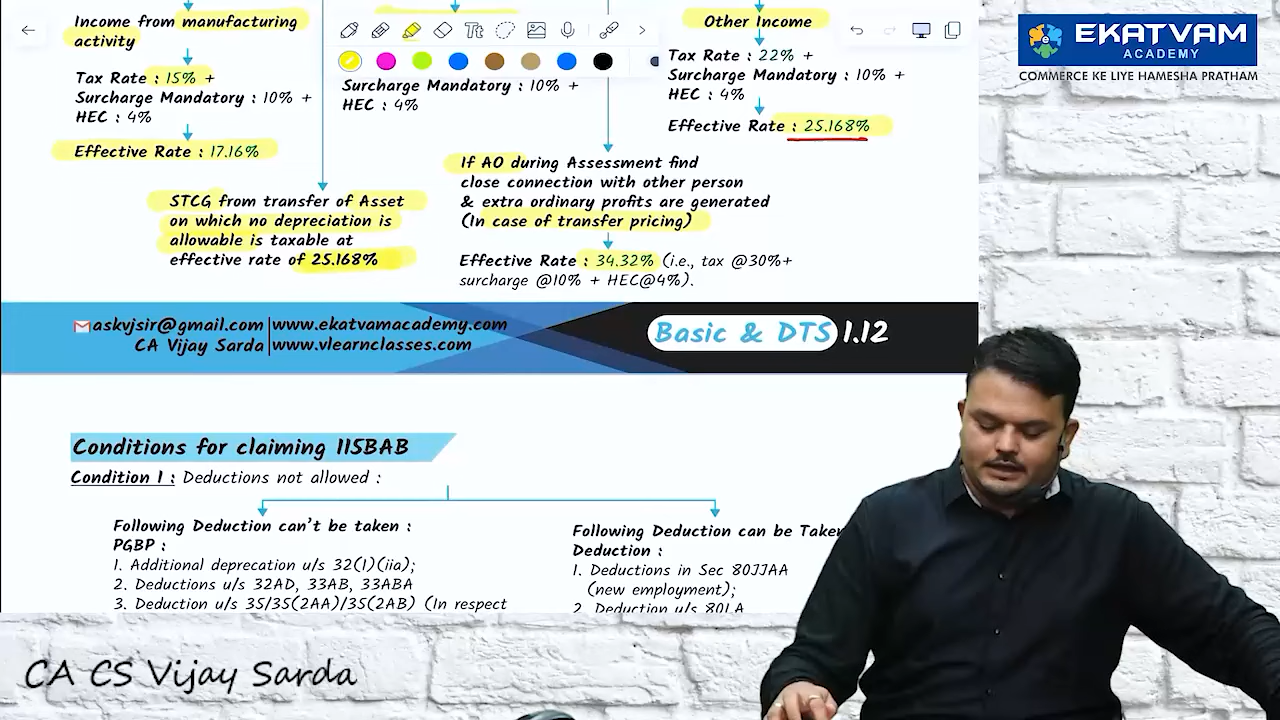 Income from manufacturing
activity
Tax Rate : 15% +
Surcharge Mandatory : 10% +
HEC : 4%
Effective Rate : 17.16%
STCG from transfer of Asset
on which no depreciation is
allowable is taxable at
effective rate of 25.168%
Tt
Surcharge Mandatory : 10% +
HEC : 4%
If AO during Assessment find
close connection with other person
& extra ordinary profits are generated
(In case of transfer pricing)
Effective Rate : 34.32% (i.e., tax @30%+
surcharge @10% + HEC@4%).
Other Income
Tax Rate : 22% +
Surcharge Mandatory : 10% +
HEC : 4%
Effective Rate : 25.168%
EKATVAM
ACADEMY
COMMERCE KE LIYE HAMESHA PRATHAM
askvjsir@gmail.com|www.ekatvamacademy.com
CA Vijay Sarda|www.vlearnclasses.com
Basic & DTS 1.12
Conditions for claiming 115BAB
Condition 1 : Deductions not allowed :
Following Deduction can't be taken :
PGBP :
1. Additional deprecation u/s 32(1)(iia);
2. Deductions u/s 32AD, 33AB, 33ABA
3. Deduction u/s 35/35(2AA)/35(2AB) (In respect
Following Deduction can be Taken
Deduction :
1. Deductions in Sec 80JJAA
(new employment);
2. Deduction u/s 80LA
CA CS Vijay Sarda